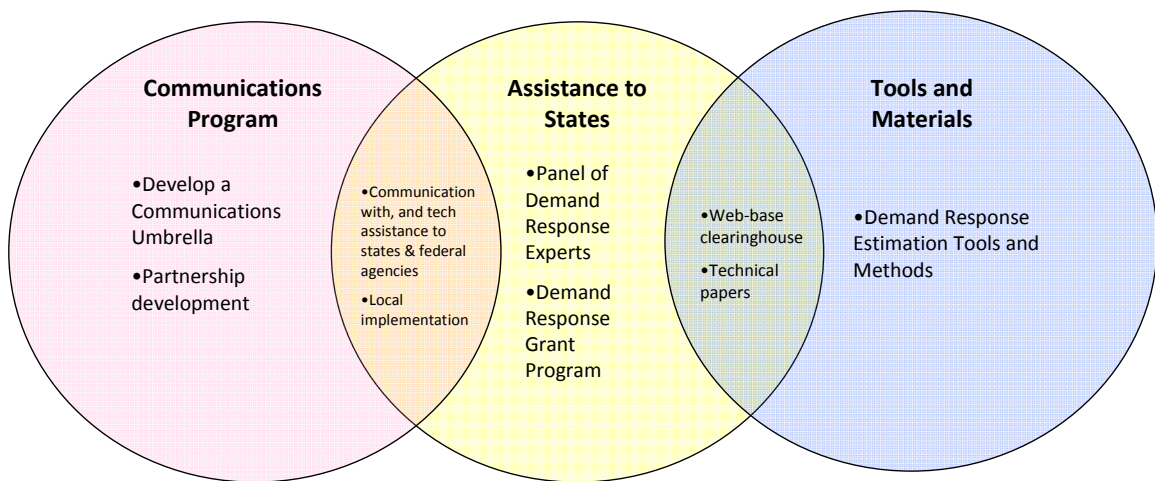 Communications
Program
•Develop a
Communications
Umbrella
•Partnership
development
•Communication
with, and tech
assistance to
states & federal
agencies
•Local
implementation
Assistance to
States
•Panel of
Demand
Response
Experts
•Demand
Response
Grant
Program
•Web-base
clearinghouse
•Technical
papers
Tools and
Materials
•Demand Response
Estimation Tools and
Methods